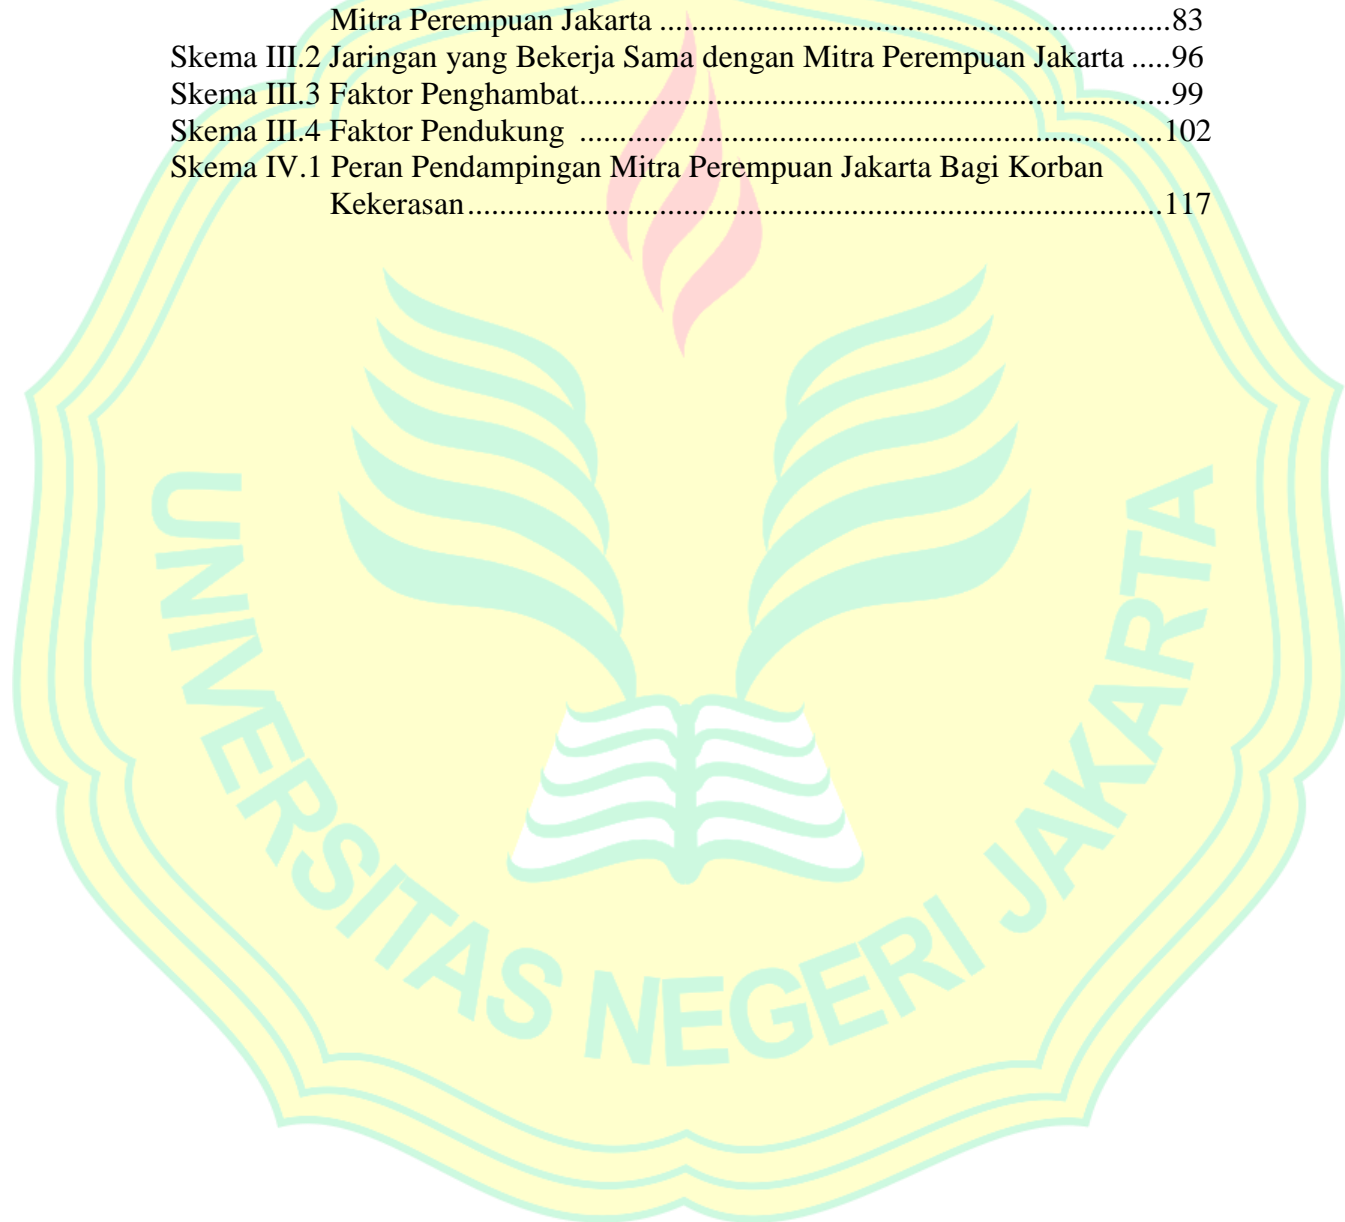 Mitra Perempuan Jakarta ................................................................83
Skema III.2 Jaringan yang Bekerja Sama dengan Mitra Perempuan Jakarta .....96
Skema III.3 Faktor Penghambat..........................................................................99
Skema III.4 Faktor Pendukung .........................................................................102
Skema IV.1 Peran Pendampingan Mitra Perempuan Jakarta Bagi Korban
Kekerasan.......................................................................................117
UNIVERSITAS NEGERI JAKARTA